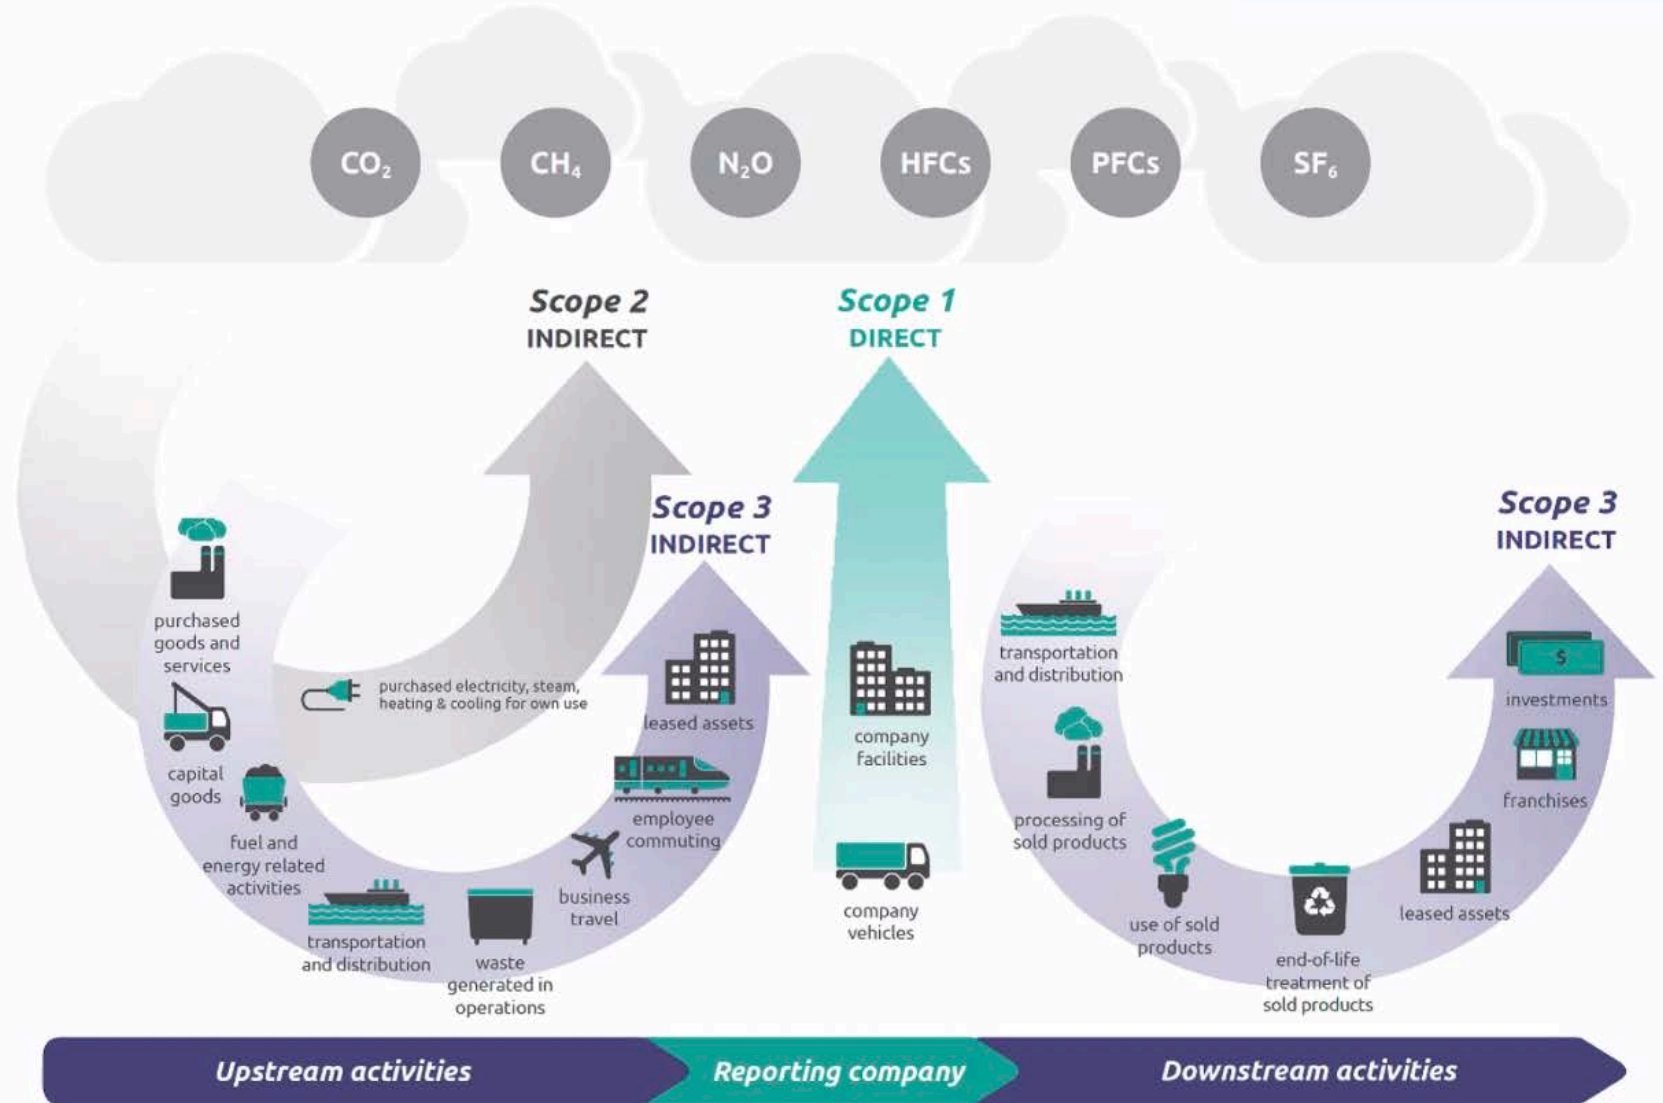 CO₂
CH₄
N₂O
HFCs
PFCs
SF₆
Scope 2
INDIRECT
Scope 1
DIRECT
Scope 3
INDIRECT
Scope 3
INDIRECT
purchased
goods and
services
capital
goods
fuel and
energy related
activities
purchased electricity, steam,
heating & cooling for own use
transportation
and distribution
waste
generated in
operations
business
travel
employee
commuting
leased assets
company
facilities
company
vehicles
transportation
and distribution
processing of
sold products
use of sold
products
end-of-life
treatment of
sold products
leased assets
franchises
investments
$
Upstream activities
Reporting company
Downstream activities